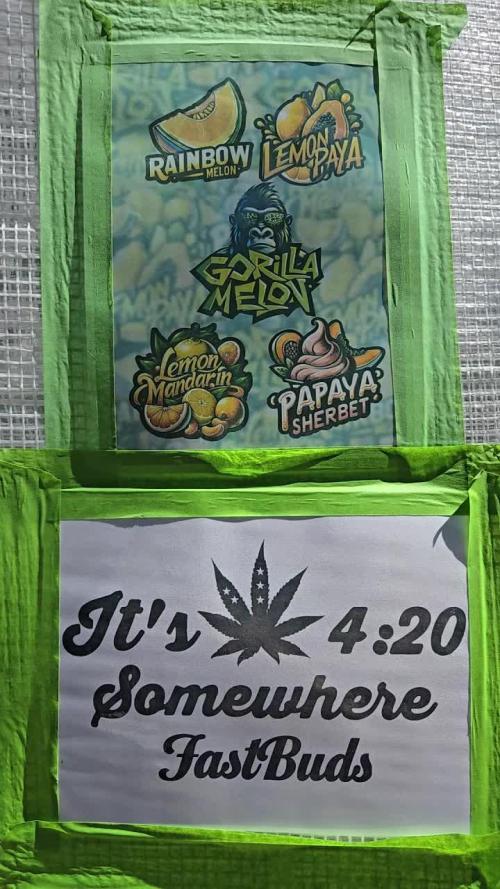 RAINBOW
MELON
LEMON
PAYA
GORILLA
MELON
Lemon
Mandarin
PAPAYA
SHERBET
It's 4:20
Somewhere
FastBuds